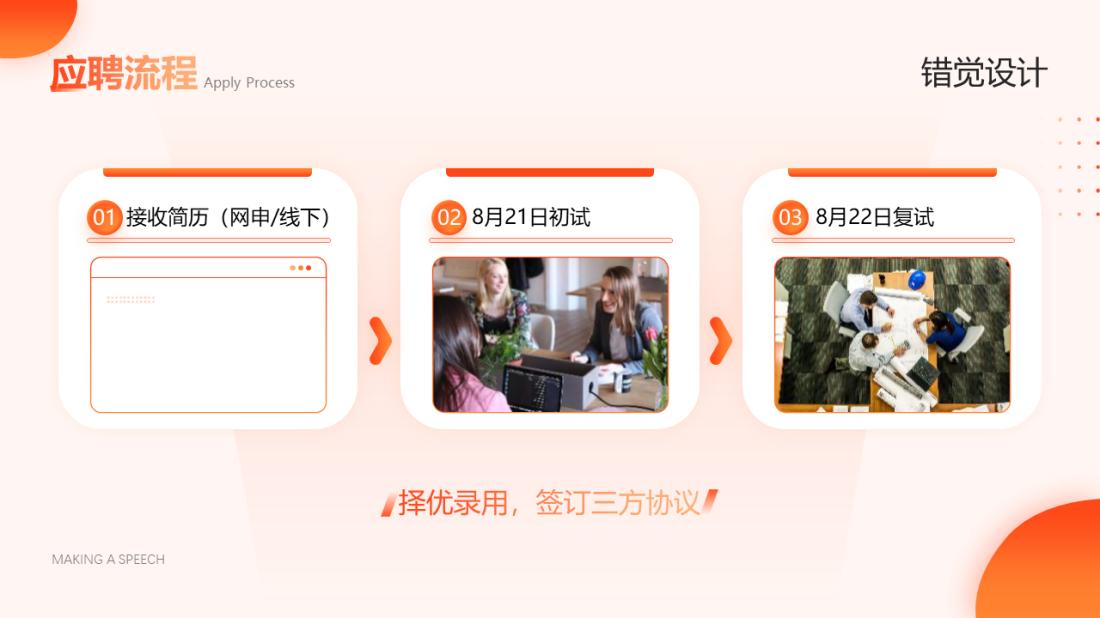 应聘流程 Apply Process
错觉设计
01 接收简历（网申/线下）
02 8月21日初试
03 8月22日复试
择优录用，签订三方协议
MAKING A SPEECH